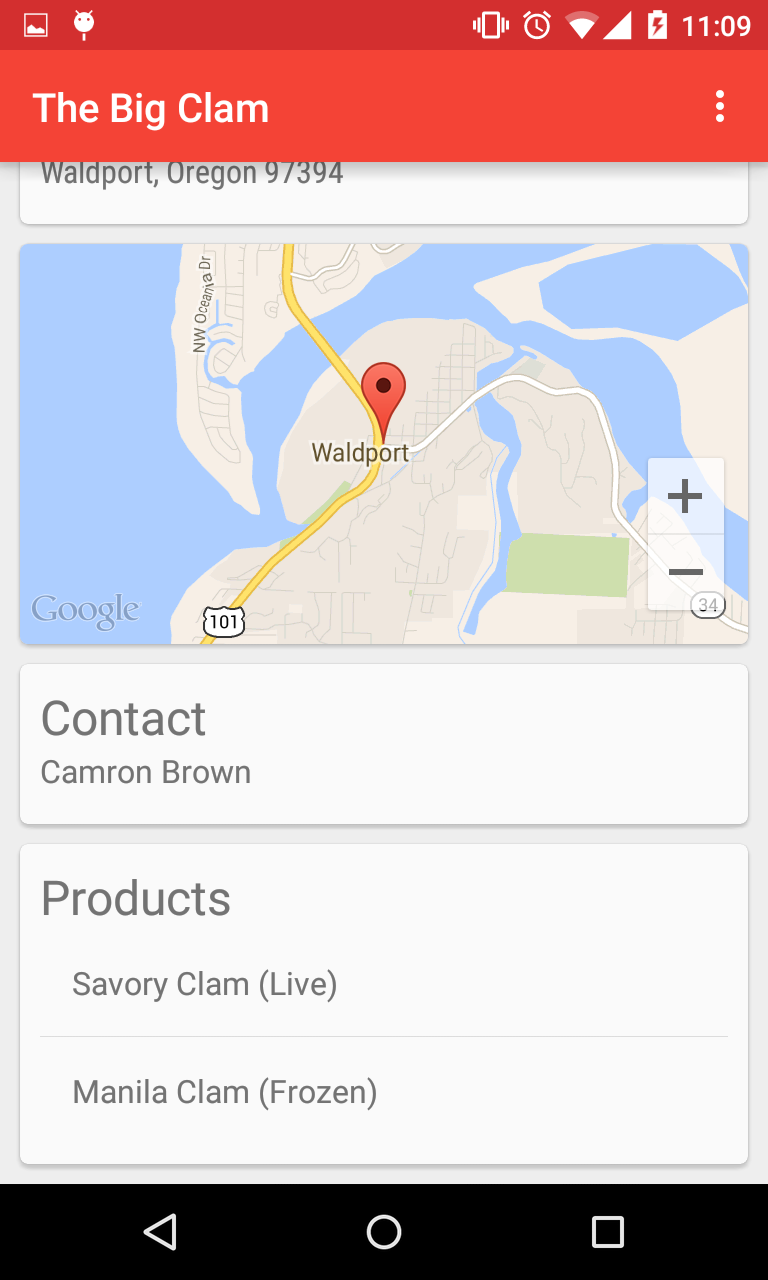 11:09
The Big Clam
Waldport, Oregon 97394
NW Oceania Dr
Waldport
Google
101
34
Contact
Camron Brown
Products
Savory Clam (Live)
Manila Clam (Frozen)